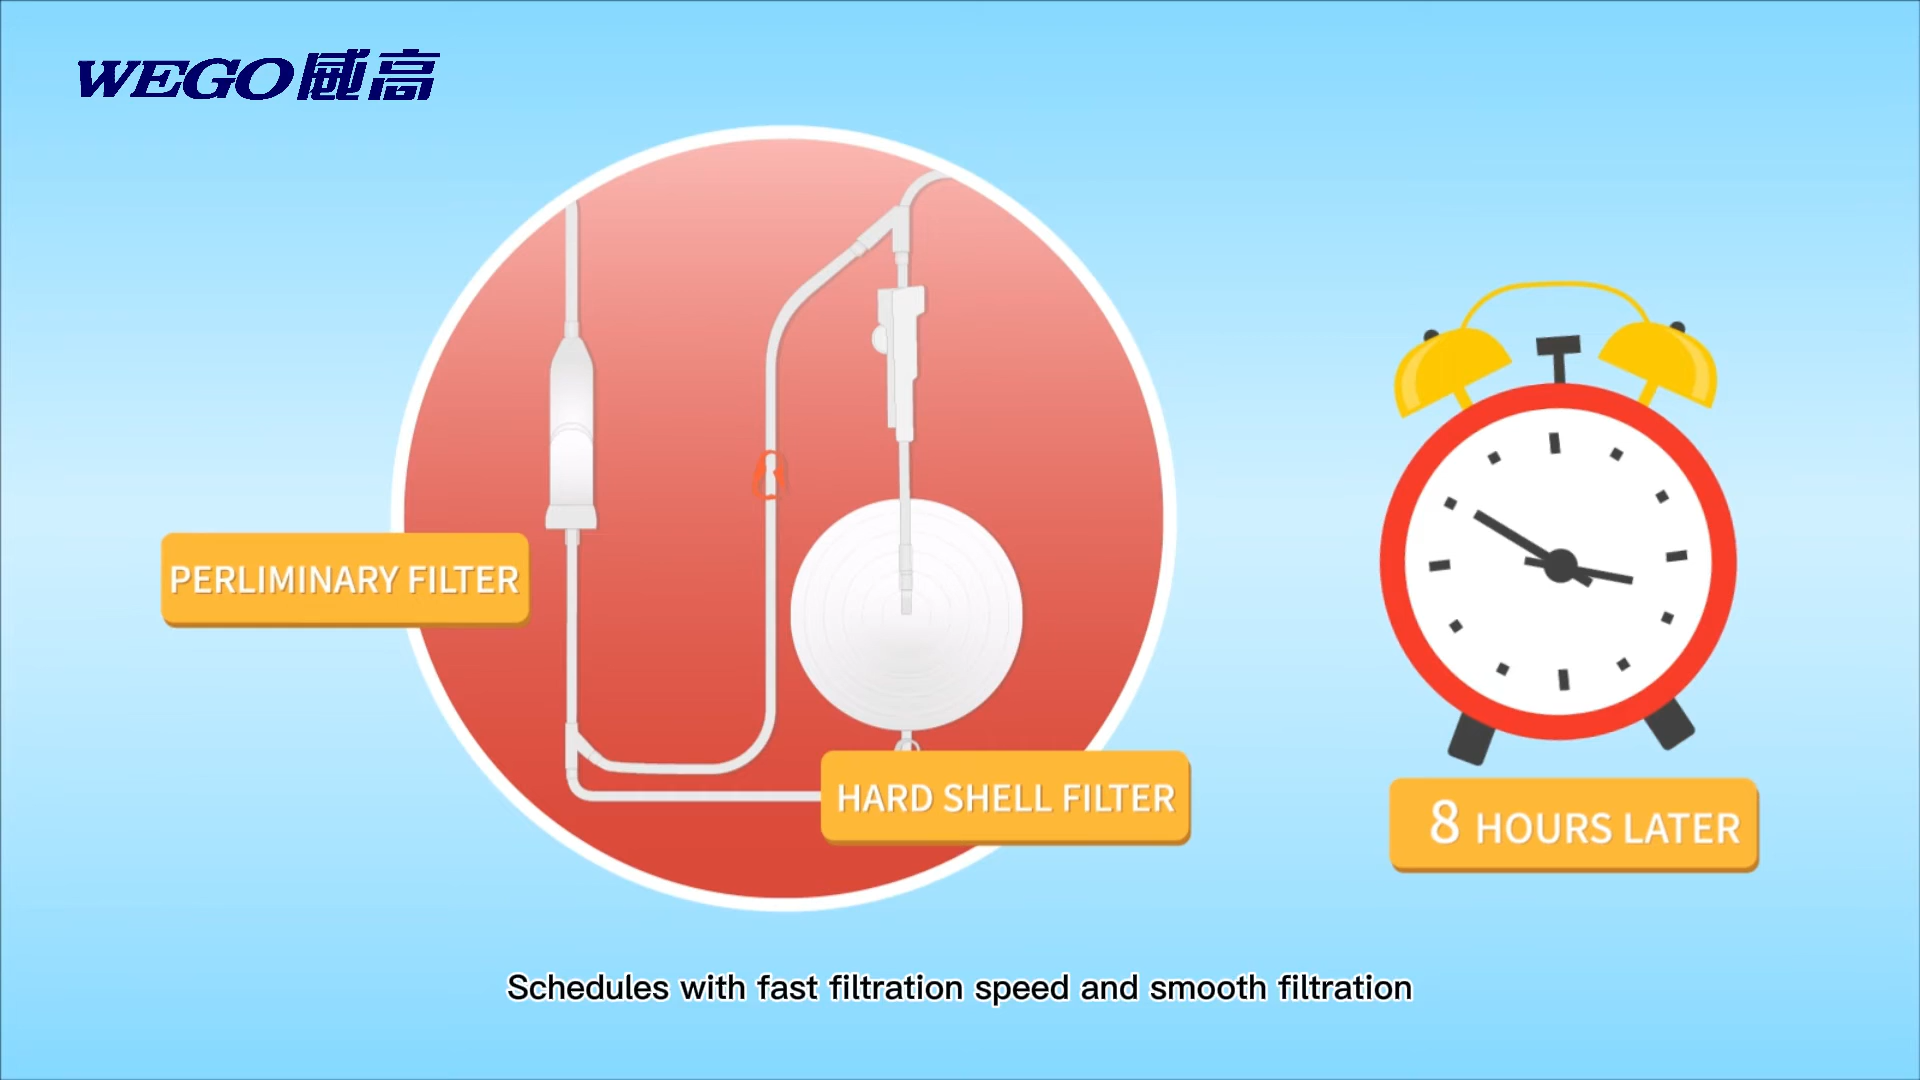 WEGO威高
PERLIMINARY FILTER
HARD SHELL FILTER
8 HOURS LATER
Schedules with fast filtration speed and smooth filtration